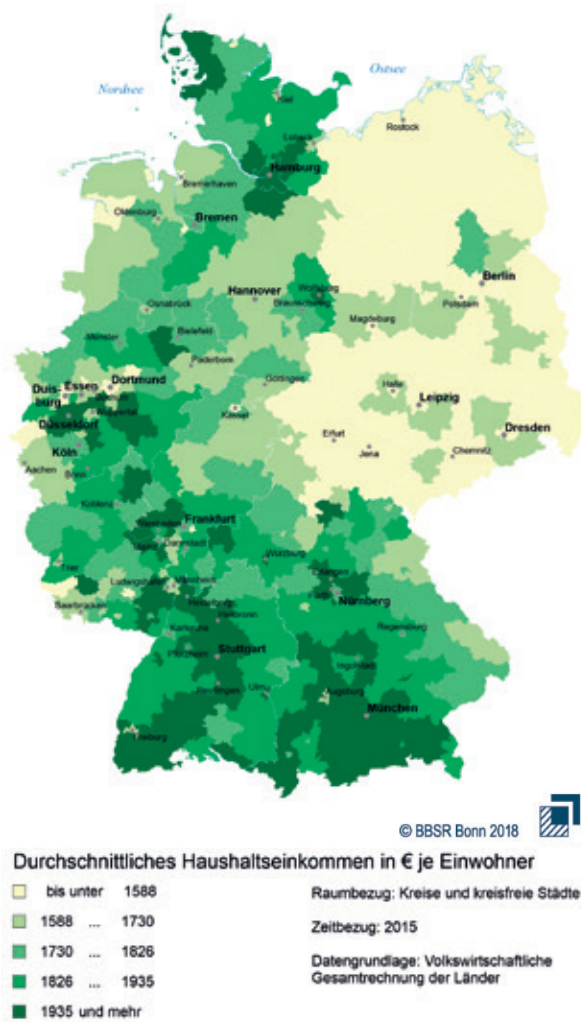 Nordsee
Ostsee
Kiel
Rostock
Lübeck
Hamburg
Bremerhaven
Oldenburg
Bremen
Berlin
Wolfsburg
Hannover
Braunschweig
Potsdam
Osnabrück
Magdeburg
Münster
Bielefeld
Paderborn
Göttingen
Halle
Duis-
burg
Essen
Dortmund
Bochum
Wuppertal
Leipzig
Kassel
Düsseldorf
Dresden
Erfurt
Jena
Chemnitz
Köln
Aachen
Bonn
Koblenz
Wiesbaden
Frankfurt
Mainz
Darmstadt
Trier
Würzburg
Ludwigshafen
Mannheim
Erlangen
Fürth
Nürnberg
Saarbrücken
Heidelberg
Heilbronn
Regensburg
Karlsruhe
Pforzheim
Stuttgart
Ingolstadt
Reutlingen
Ulm
Augsburg
München
Freiburg
© BBSR Bonn 2018
Durchschnittliches Haushaltseinkommen in € je Einwohner
bis unter 1588
1588 ... 1730
1730 ... 1826
1826 ... 1935
1935 und mehr
Raumbezug: Kreise und kreisfreie Städte
Zeitbezug: 2015
Datengrundlage: Volkswirtschaftliche
Gesamtrechnung der Länder